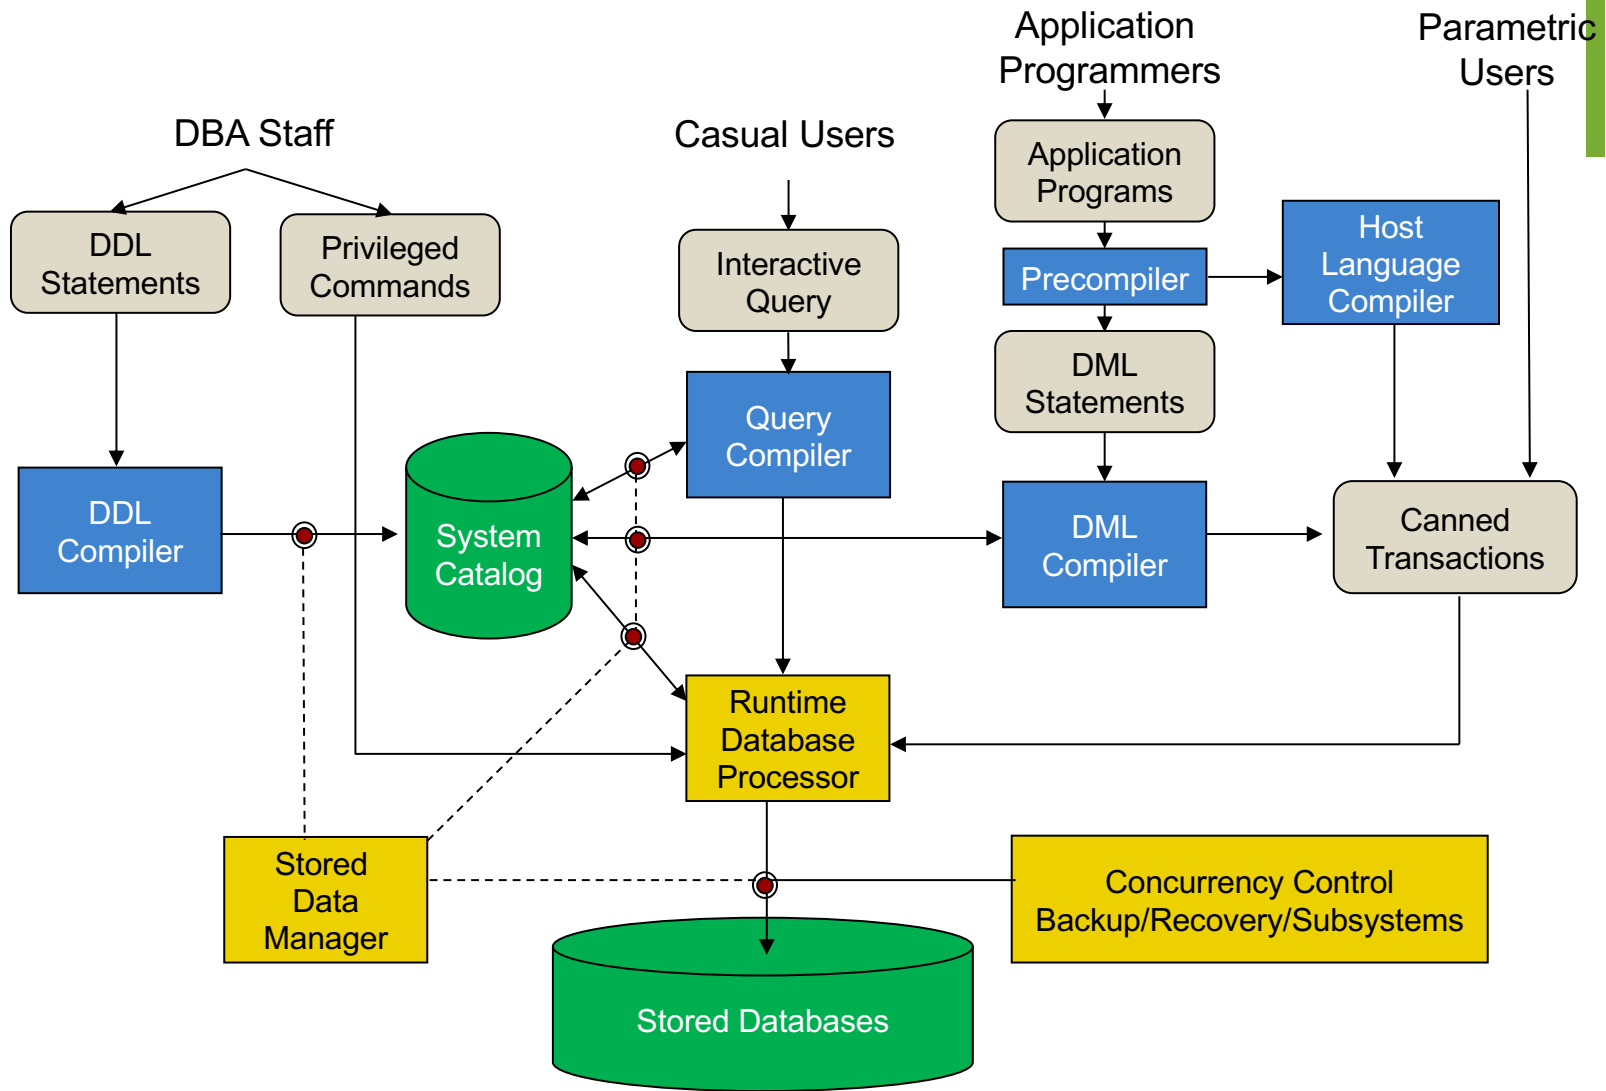 Application
Programmers
Parametric
Users
DBA Staff
Casual Users
Application
Programs
DDL
Statements
Privileged
Commands
Interactive
Query
Precompiler
Host
Language
Compiler
DML
Statements
Query
Compiler
DDL
Compiler
System
Catalog
DML
Compiler
Canned
Transactions
Runtime
Database
Processor
Stored
Data
Manager
Concurrency Control
Backup/Recovery/Subsystems
Stored Databases